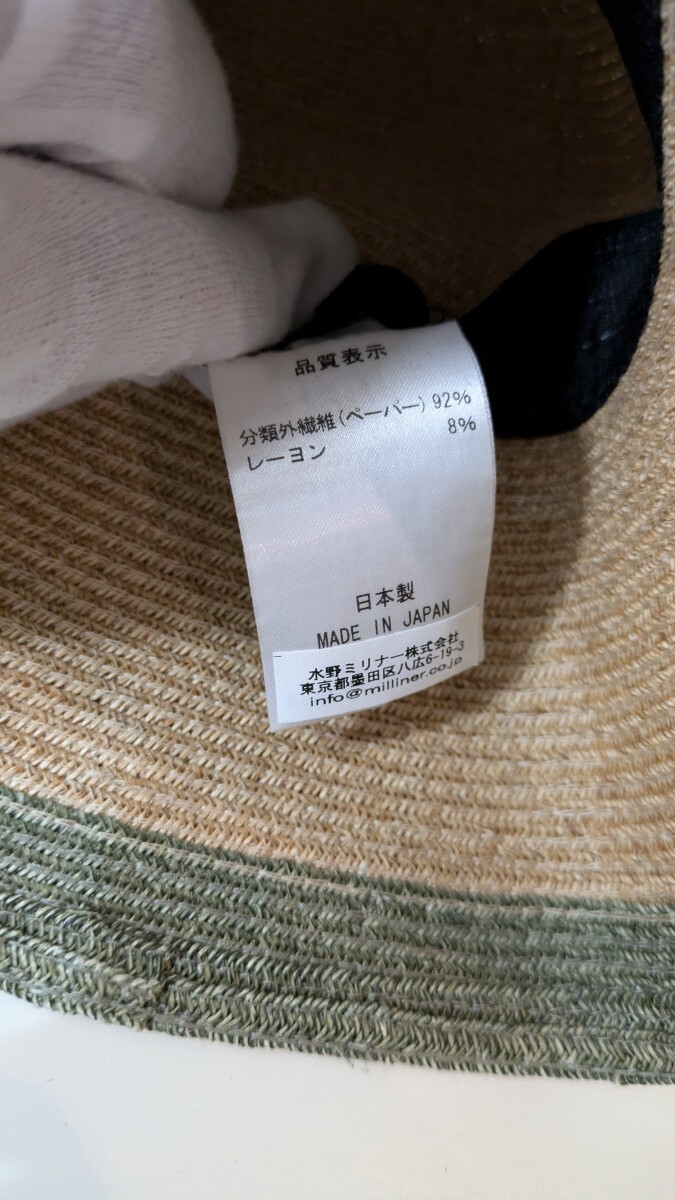 品質表示
分類外繊維(ペーパー) 92%
レーヨン 8%
日本製
MADE IN JAPAN
水野ミリナー株式会社
東京都墨田区八広6-19-3
info@milliner.co.jp